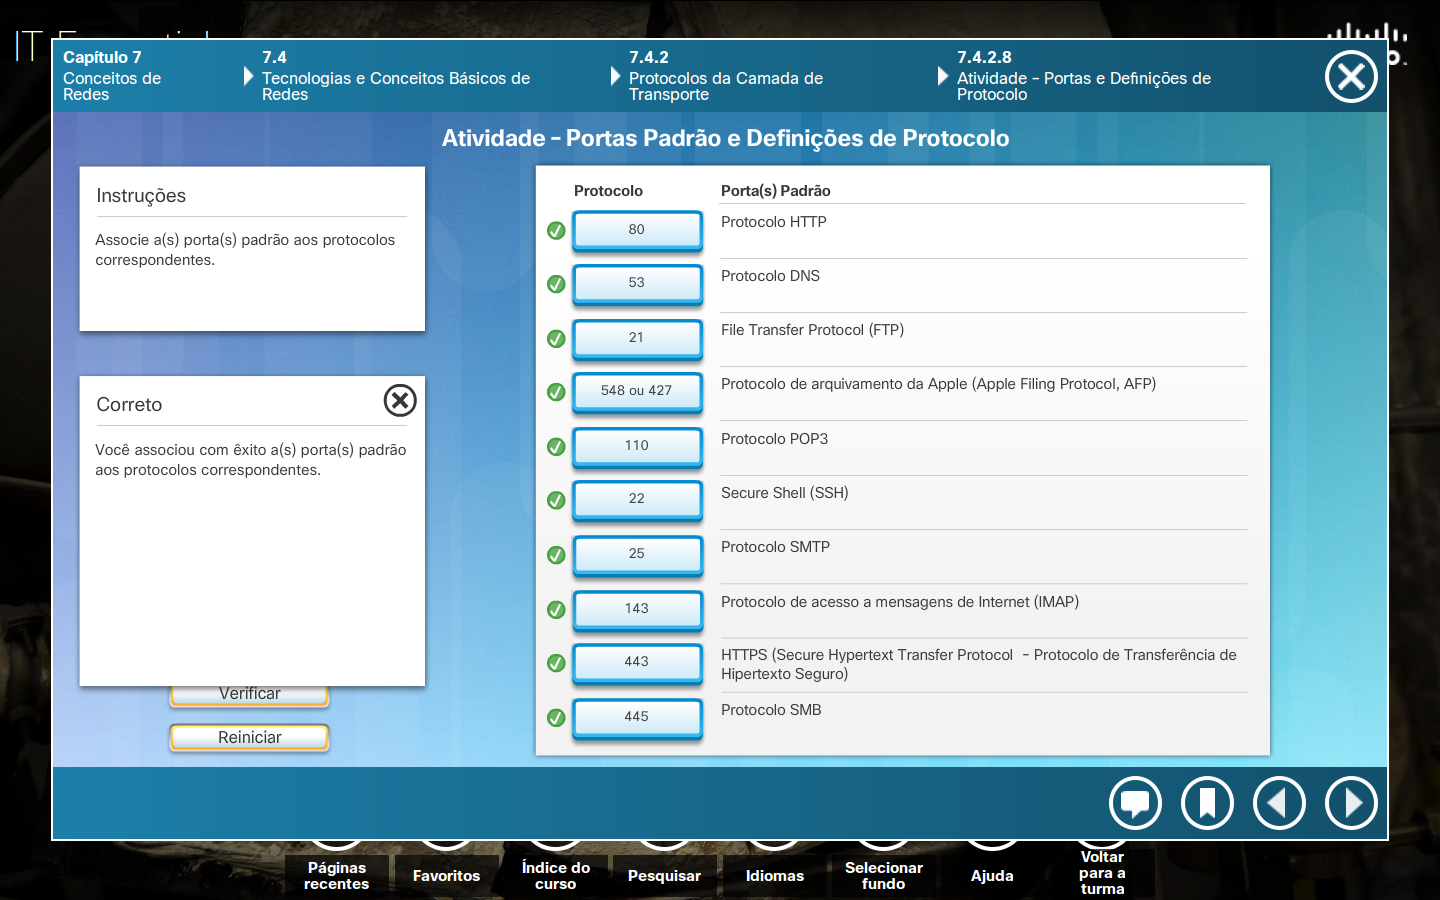 Capítulo 7
Conceitos de
Redes
7.4
Tecnologias e Conceitos Básicos de
Redes
7.4.2
Protocolos da Camada de
Transporte
7.4.2.8
Atividade - Portas e Definições de
Protocolo
Atividade - Portas Padrão e Definições de Protocolo
Instruções
Associe a(s) porta(s) padrão aos protocolos
correspondentes.
Correto
Você associou com êxito a(s) porta(s) padrão
aos protocolos correspondentes.
Verificar
Reiniciar
Protocolo Porta(s) Padrão
80 Protocolo HTTP
53 Protocolo DNS
21 File Transfer Protocol (FTP)
548 ou 427 Protocolo de arquivamento da Apple (Apple Filing Protocol, AFP)
110 Protocolo POP3
22 Secure Shell (SSH)
25 Protocolo SMTP
143 Protocolo de acesso a mensagens de Internet (IMAP)
443 HTTPS (Secure Hypertext Transfer Protocol - Protocolo de Transferência de
Hipertexto Seguro)
445 Protocolo SMB
Páginas
recentes
Favoritos
Índice do
curso
Pesquisar
Idiomas
Selecionar
fundo
Ajuda
Voltar
para a
turma